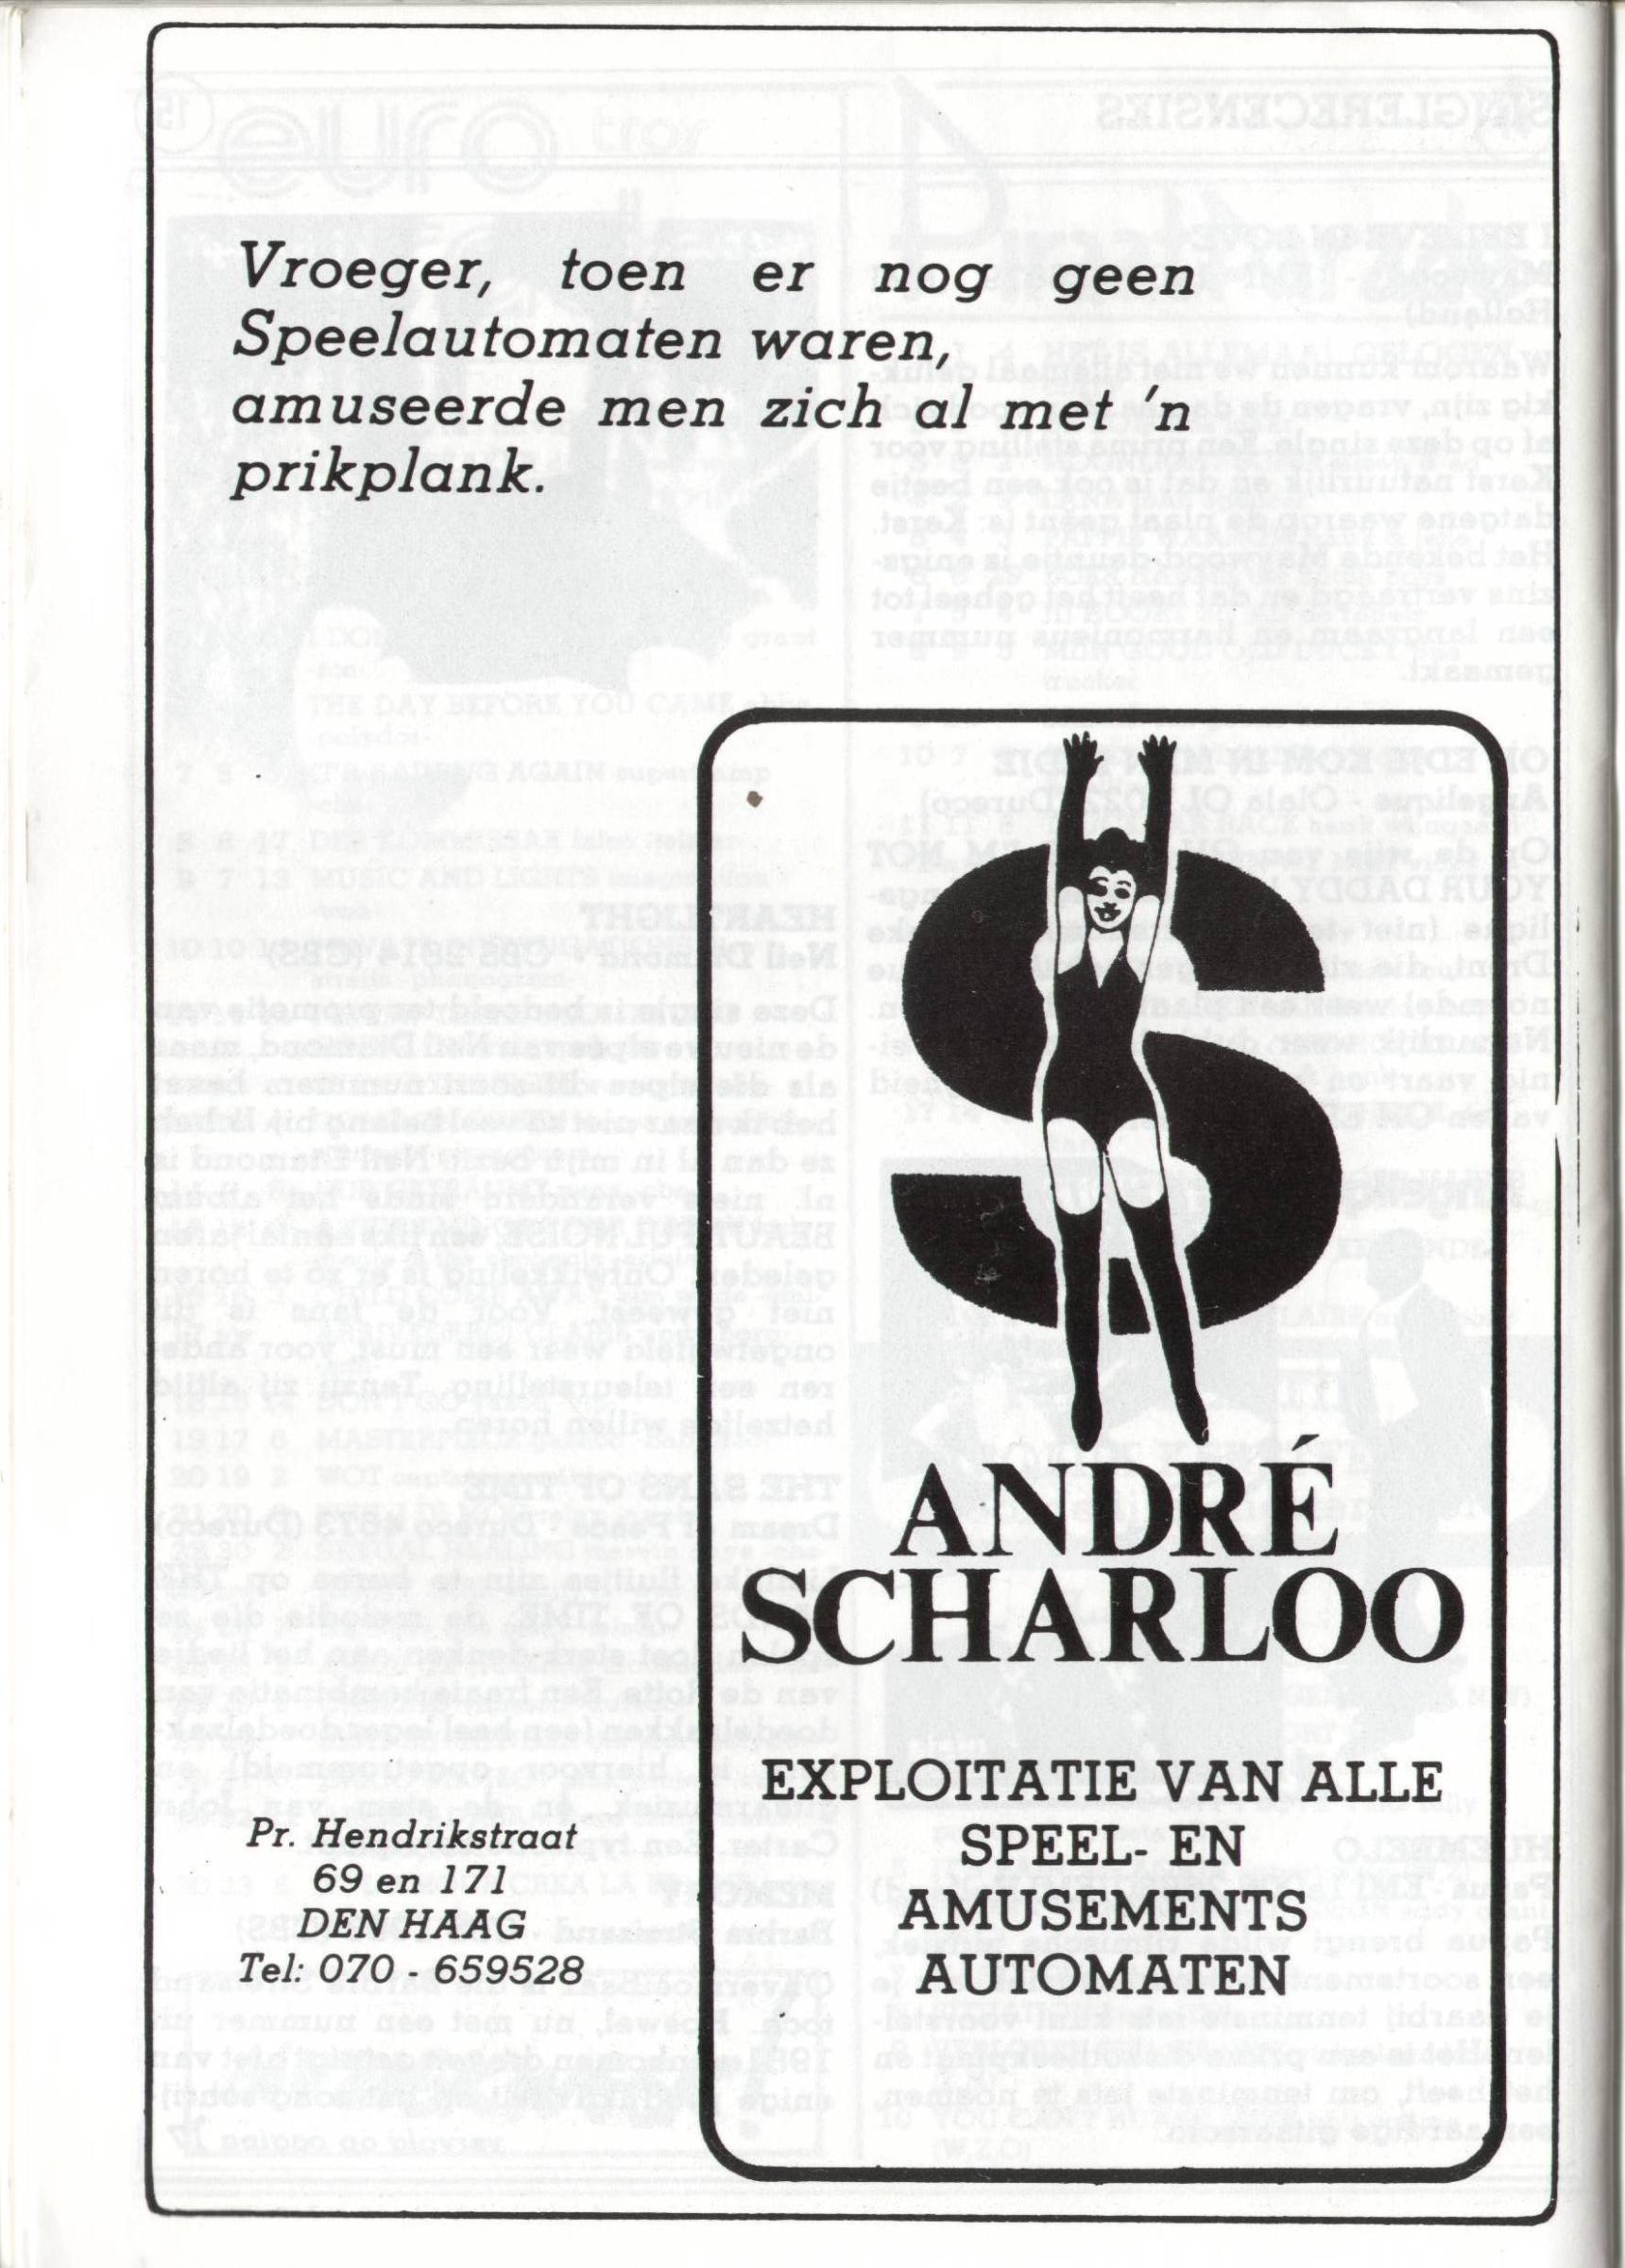 Vroeger, toen er nog geen
Speelautomaten waren,
amuseerde men zich al met 'n
prikplank.
ANDRÉ
SCHARLOO
EXPLOITATIE VAN ALLE
SPEEL- EN
AMUSEMENTS
AUTOMATEN
Pr. Hendrikstraat
69 en 171
DEN HAAG
Tel: 070 - 659528